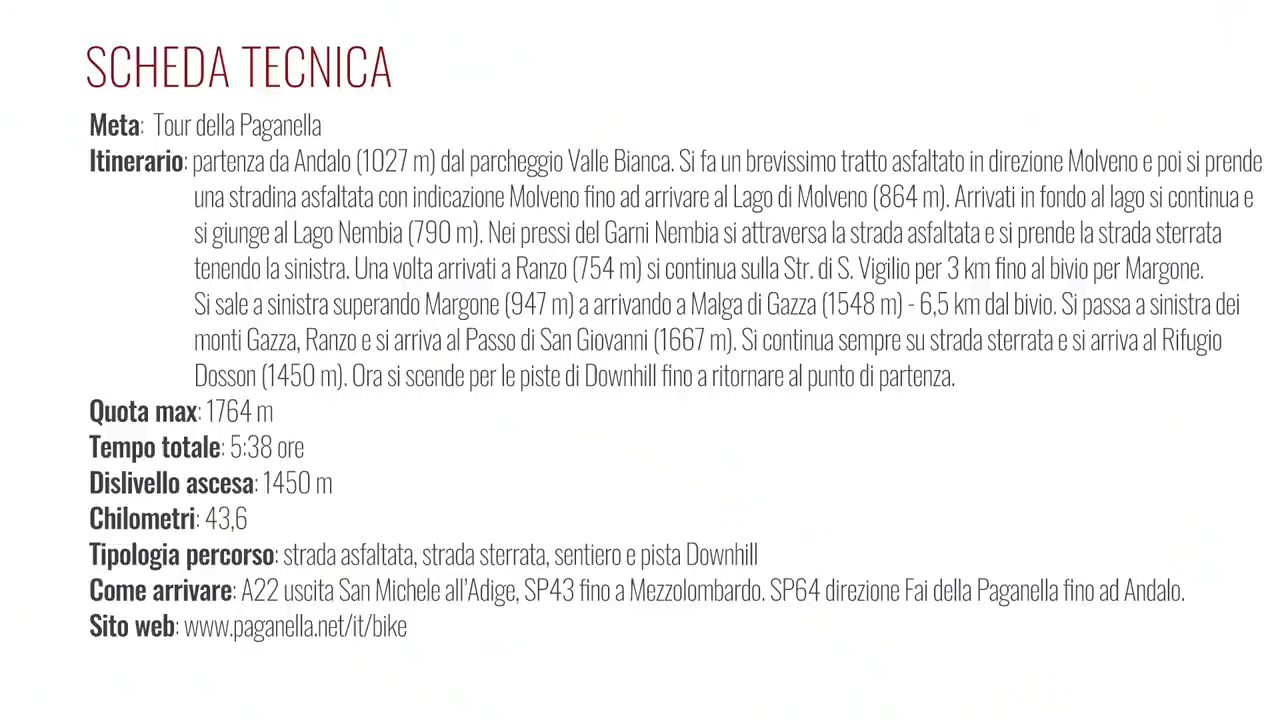 SCHEDA TECNICA
Meta: Tour della Paganella
Itinerario: partenza da Andalo (1027 m) dal parcheggio Valle Bianca. Si fa un brevissimo tratto asfaltato in direzione Molveno e poi si prende
una stradina asfaltata con indicazione Molveno fino ad arrivare al Lago di Molveno (864 m). Arrivati in fondo al lago si continua e
si giunge al Lago Nembia (790 m). Nei pressi del Garni Nembia si attraversa la strada asfaltata e si prende la strada sterrata
tenendo la sinistra. Una volta arrivati a Ranzo (754 m) si continua sulla Str. di S. Vigilio per 3 km fino al bivio per Margone.
Si sale a sinistra superando Margone (947 m) a arrivando a Malga di Gazza (1548 m) - 6,5 km dal bivio. Si passa a sinistra dei
monti Gazza, Ranzo e si arriva al Passo di San Giovanni (1667 m). Si continua sempre su strada sterrata e si arriva al Rifugio
Dosson (1450 m). Ora si scende per le piste di Downhill fino a ritornare al punto di partenza.
Quota max: 1764 m
Tempo totale: 5:38 ore
Dislivello ascesa: 1450 m
Chilometri: 43,6
Tipologia percorso: strada asfaltata, strada sterrata, sentiero e pista Downhill
Come arrivare: A22 uscita San Michele all'Adige, SP43 fino a Mezzolombardo. SP64 direzione Fai della Paganella fino ad Andalo.
Sito web: www.paganella.net/it/bike